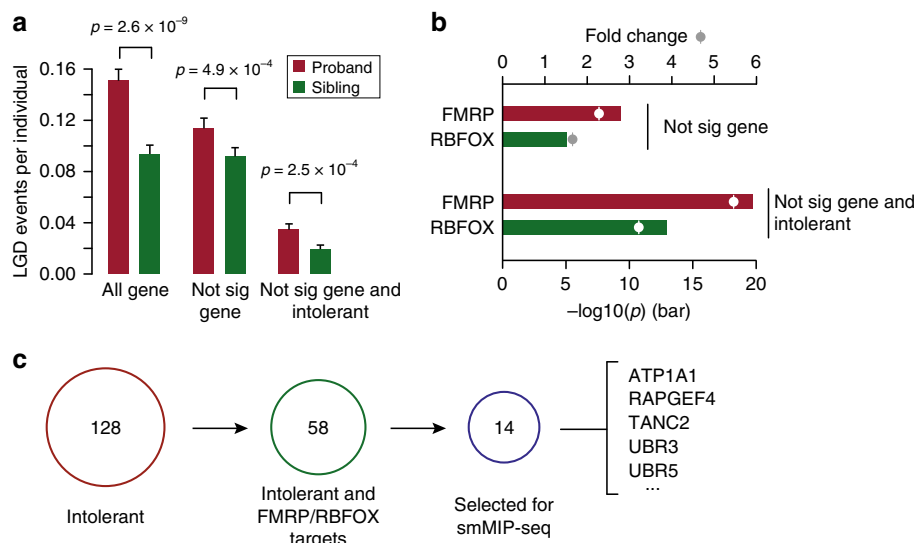 a
p = 2.6 × 10⁻⁹
p = 4.9 × 10⁻⁴
p = 2.5 × 10⁻⁴
Proband
Sibling
LGD events per individual
0.16
0.12
0.08
0.04
0.00
All gene
Not sig
gene
Not sig gene and
intolerant
b
Fold change
0 1 2 3 4 5 6
FMRP
RBFOX
Not sig gene
FMRP
RBFOX
Not sig gene and
intolerant
0 5 10 15 20
–log10(p) (bar)
c
128
Intolerant
58
Intolerant and
FMRP/RBFOX
targets
14
Selected for
smMIP-seq
ATP1A1
RAPGEF4
TANC2
UBR3
UBR5
...